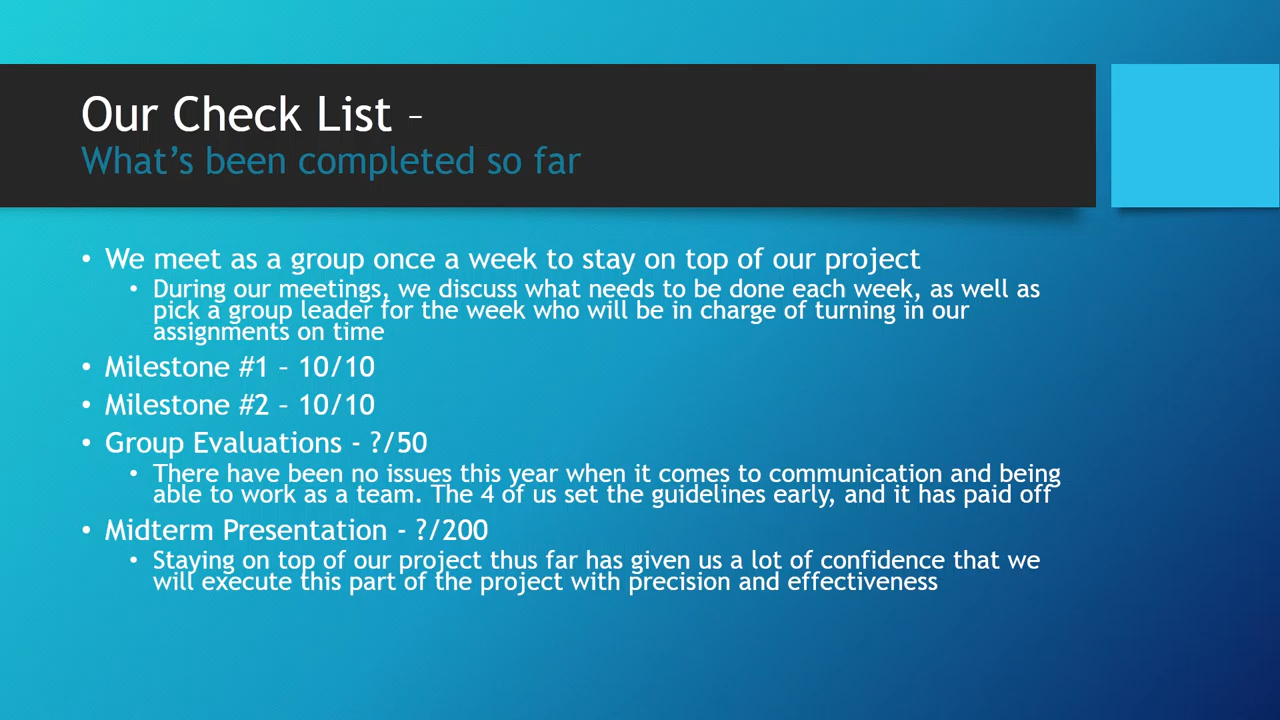 Our Check List –
What’s been completed so far
• We meet as a group once a week to stay on top of our project
• During our meetings, we discuss what needs to be done each week, as well as
pick a group leader for the week who will be in charge of turning in our
assignments on time
• Milestone #1 – 10/10
• Milestone #2 – 10/10
• Group Evaluations - ?/50
• There have been no issues this year when it comes to communication and being
able to work as a team. The 4 of us set the guidelines early, and it has paid off
• Midterm Presentation - ?/200
• Staying on top of our project thus far has given us a lot of confidence that we
will execute this part of the project with precision and effectiveness